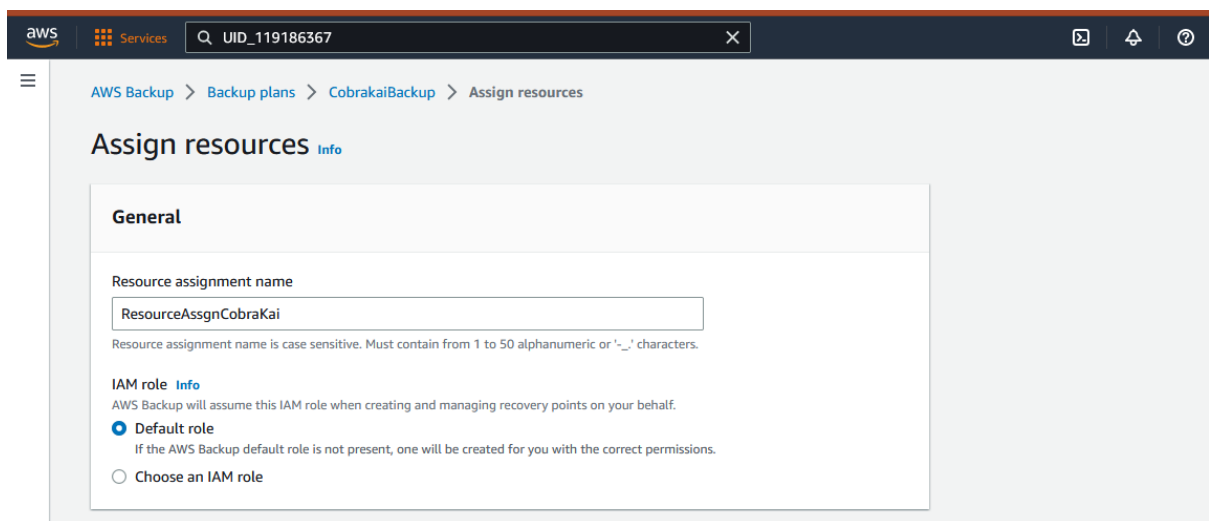 aws Services UID_119186367
AWS Backup > Backup plans > CobrakaiBackup > Assign resources
Assign resources Info
General
Resource assignment name
ResourceAssgnCobraKai
Resource assignment name is case sensitive. Must contain from 1 to 50 alphanumeric or '-_.' characters.
IAM role Info
AWS Backup will assume this IAM role when creating and managing recovery points on your behalf.
Default role
If the AWS Backup default role is not present, one will be created for you with the correct permissions.
Choose an IAM role